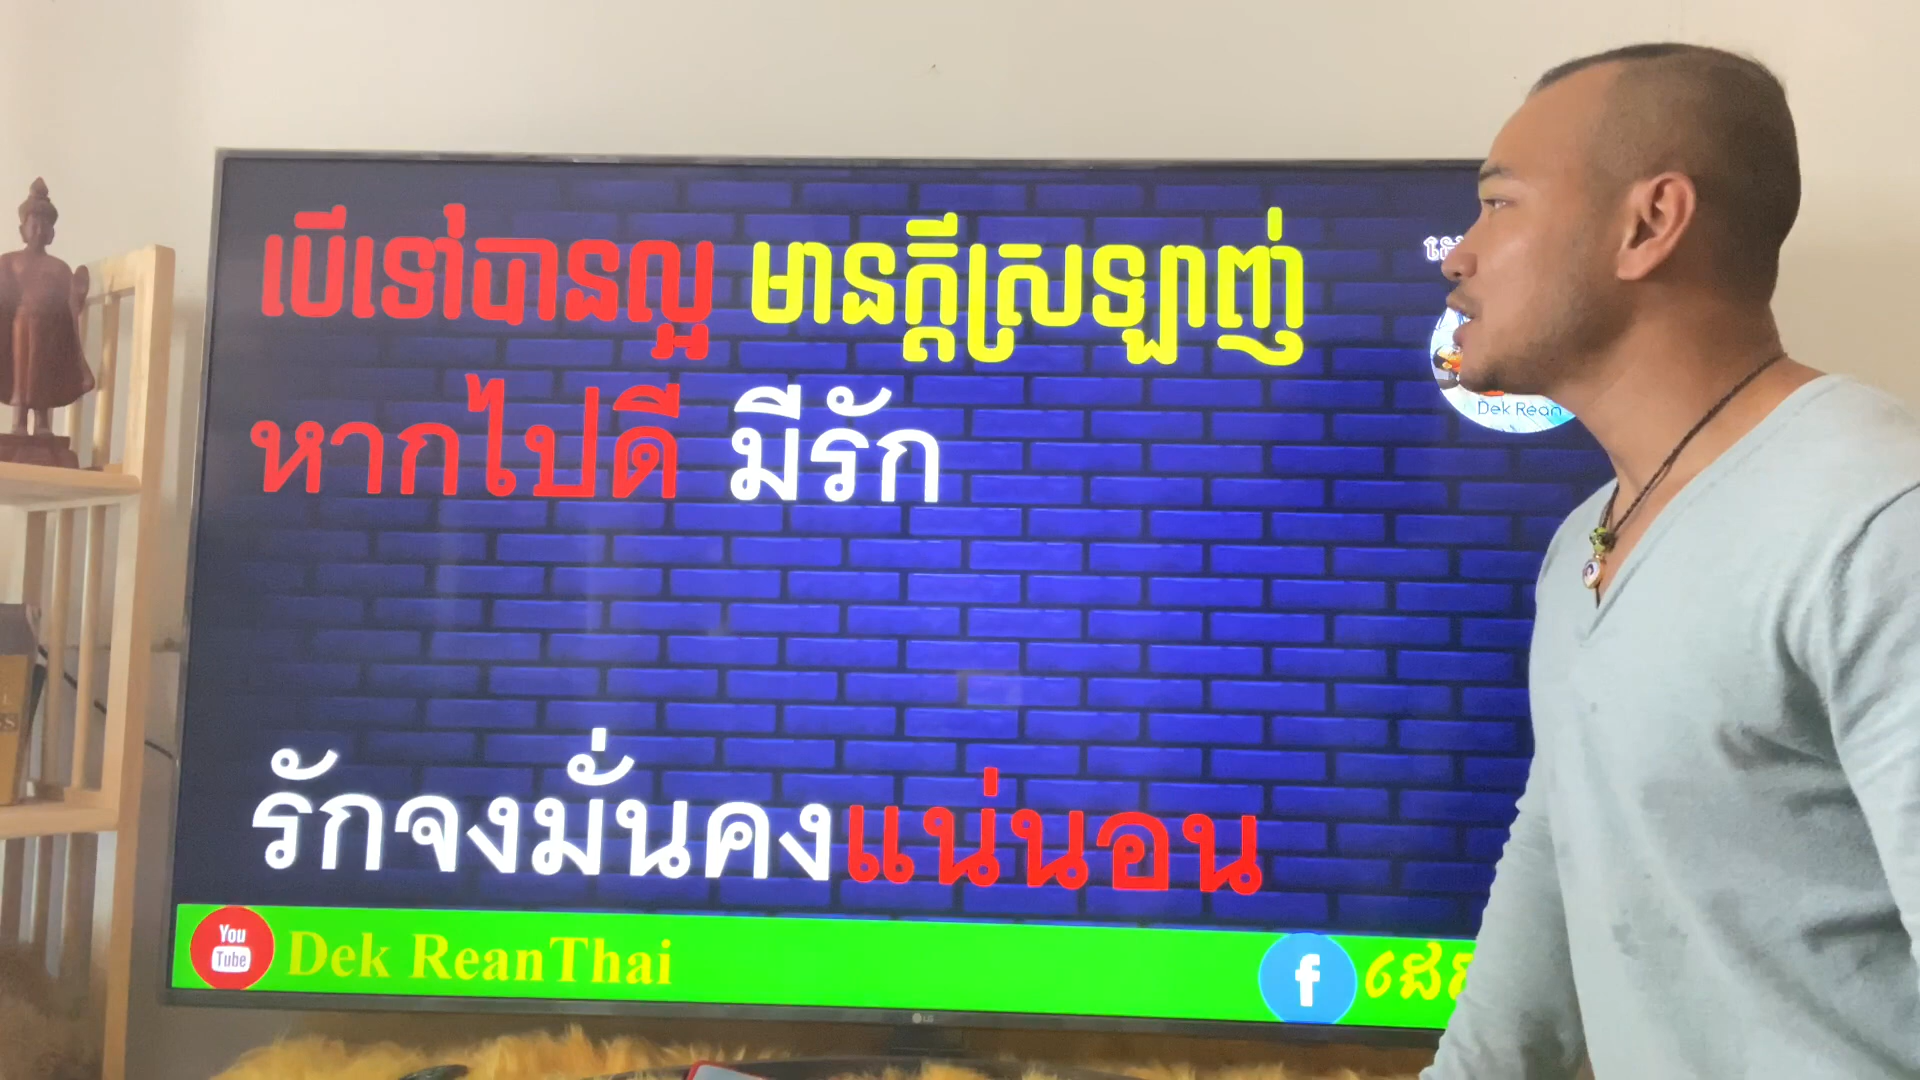 បើទៅបានល្អ មានក្ដីស្រឡាញ់
หากไปดี มีรัก
Dek Rean
รักจงมั่นคงแน่นอน
You Tube Dek ReanThai
f
LG